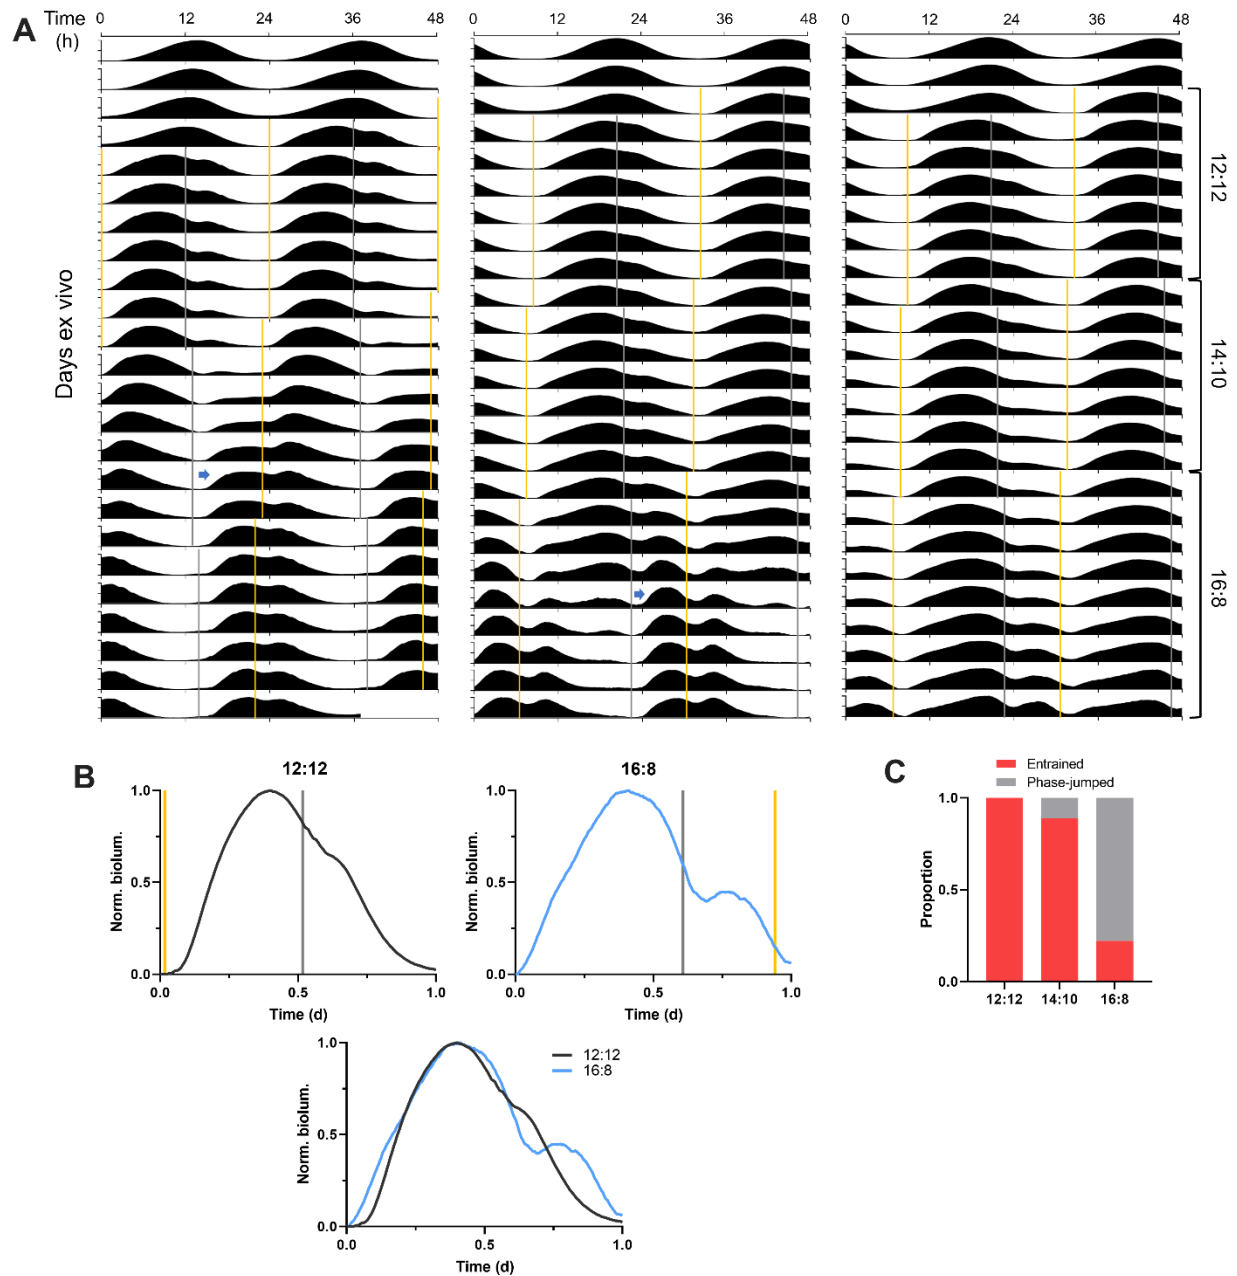 A
Time (h)
0 12 24 36 48
0 12 24 36 48
0 12 24 36 48
Days ex vivo
12:12
14:10
16:8
B
12:12
Norm. biolum.
1.0
0.5
0.0
0.0 0.5 1.0
Time (d)
16:8
Norm. biolum.
1.0
0.5
0.0
0.0 0.5 1.0
Time (d)
C
Entrained
Phase-jumped
Proportion
1.0
0.5
0.0
12:12 14:10 16:8
12:12
16:8
Norm. biolum.
1.0
0.5
0.0
0.0 0.5 1.0
Time (d)